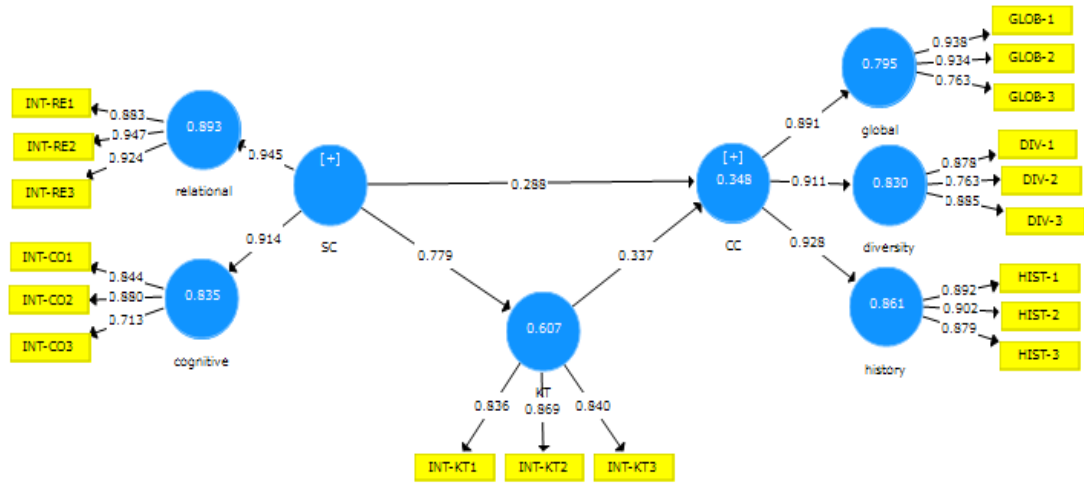 GLOB-1
0.938
GLOB-2
0.934
0.795
0.763
GLOB-3
global
0.891
INT-RE1
0.883
INT-RE2
0.947
0.893
0.924
INT-RE3
relational
0.945
[+]
SC
0.288
[+]
0.348
CC
0.911
DIV-1
0.878
DIV-2
0.763
0.830
0.885
DIV-3
diversity
0.914
0.779
0.337
0.928
INT-CO1
0.844
INT-CO2
0.880
0.835
0.713
INT-CO3
cognitive
0.607
KT
HIST-1
0.892
0.861
0.902
HIST-2
0.879
HIST-3
history
0.836
0.869
0.840
INT-KT1
INT-KT2
INT-KT3